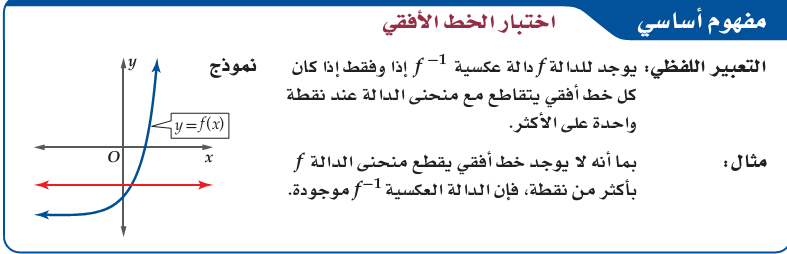 مفهوم أساسي
اختبار الخط الأفقي
التعبير اللفظي: يوجد للدالة f دالة عكسية f⁻¹ إذا وفقط إذا كان
كل خط أفقي يتقاطع مع منحنى الدالة عند نقطة
واحدة على الأكثر.
مثال: بما أنه لا يوجد خط أفقي يقطع منحنى الدالة f
بأكثر من نقطة، فإن الدالة العكسية f⁻¹ موجودة.
نموذج
y
y = f(x)
O
x